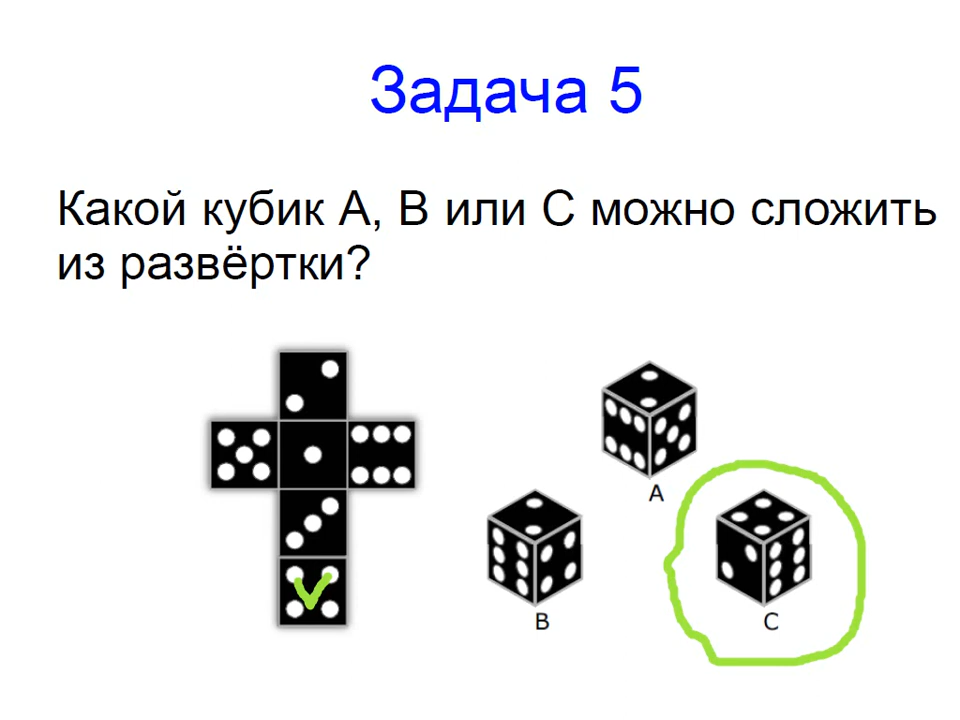 Задача 5
Какой кубик А, В или С можно сложить
из развёртки?
A
B
C